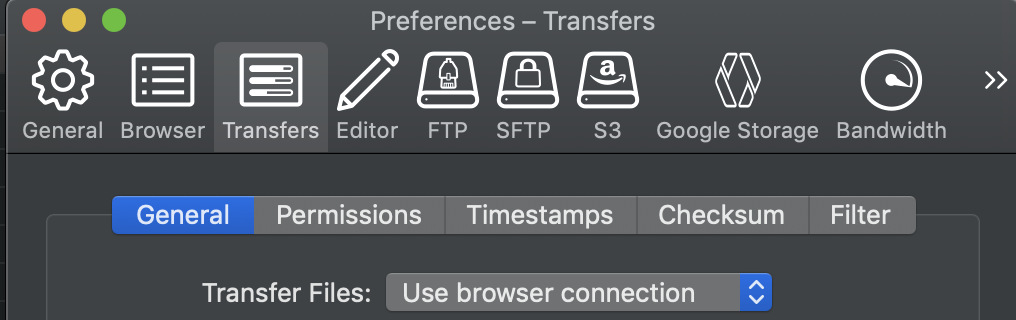 Preferences – Transfers
General Browser Transfers Editor FTP SFTP S3 Google Storage Bandwidth
General Permissions Timestamps Checksum Filter
Transfer Files: Use browser connection